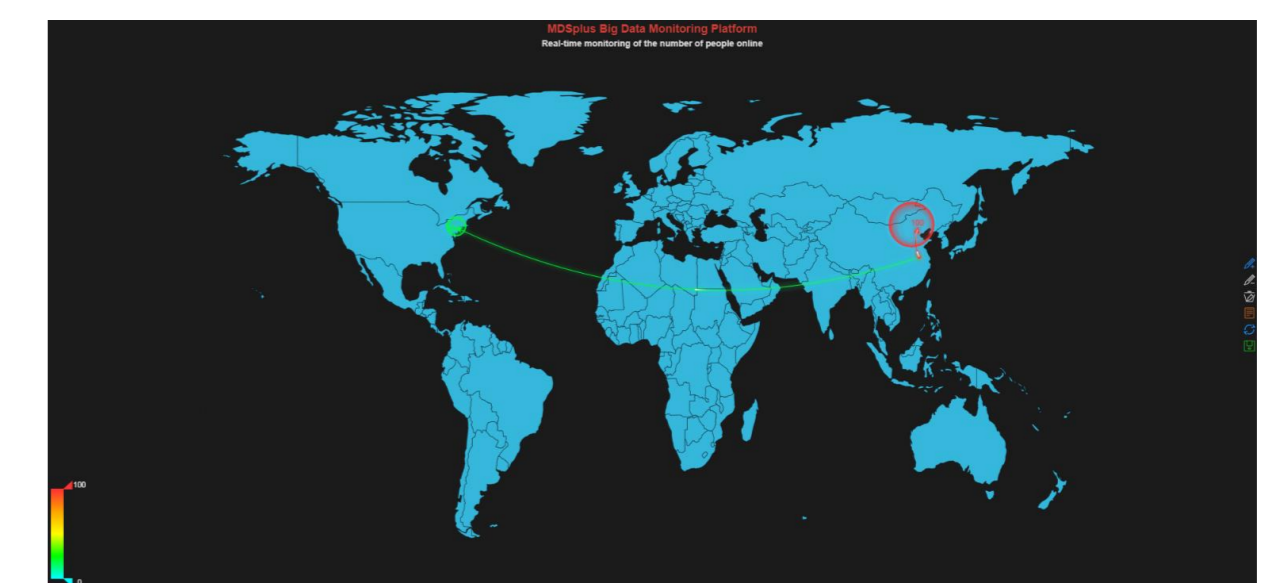 MDSplus Big Data Monitoring Platform
Real-time monitoring of the number of people online
100
0